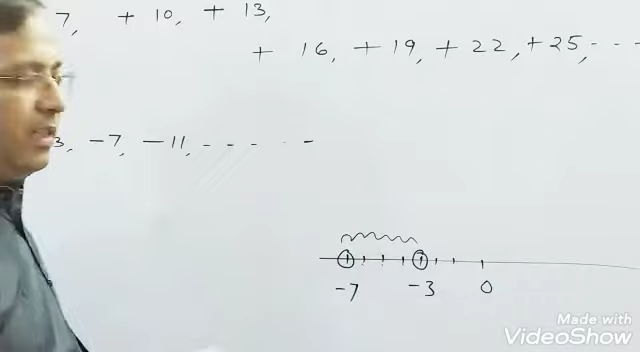 7, + 10, + 13,
+ 16, + 19, + 22, +25, - - -
3, -7, -11, - - - - -
-7 -3 0
Made with
VideoShow